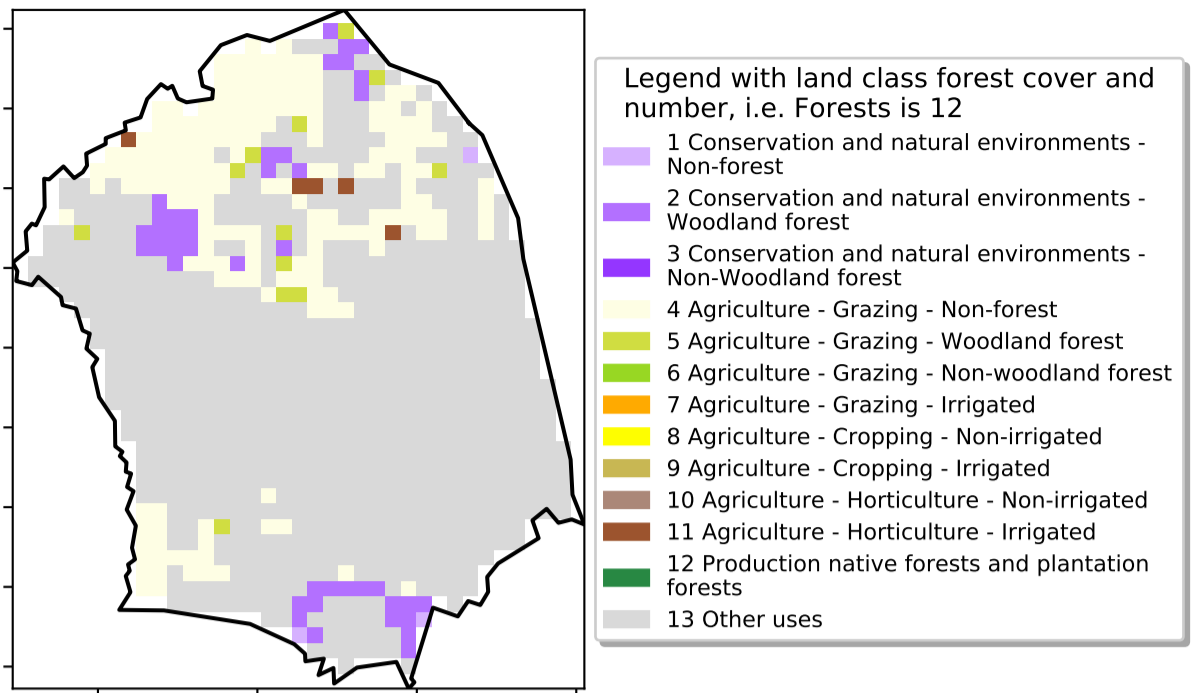 Legend with land class forest cover and
number, i.e. Forests is 12
1 Conservation and natural environments -
Non-forest
2 Conservation and natural environments -
Woodland forest
3 Conservation and natural environments -
Non-Woodland forest
4 Agriculture - Grazing - Non-forest
5 Agriculture - Grazing - Woodland forest
6 Agriculture - Grazing - Non-woodland forest
7 Agriculture - Grazing - Irrigated
8 Agriculture - Cropping - Non-irrigated
9 Agriculture - Cropping - Irrigated
10 Agriculture - Horticulture - Non-irrigated
11 Agriculture - Horticulture - Irrigated
12 Production native forests and plantation
forests
13 Other uses